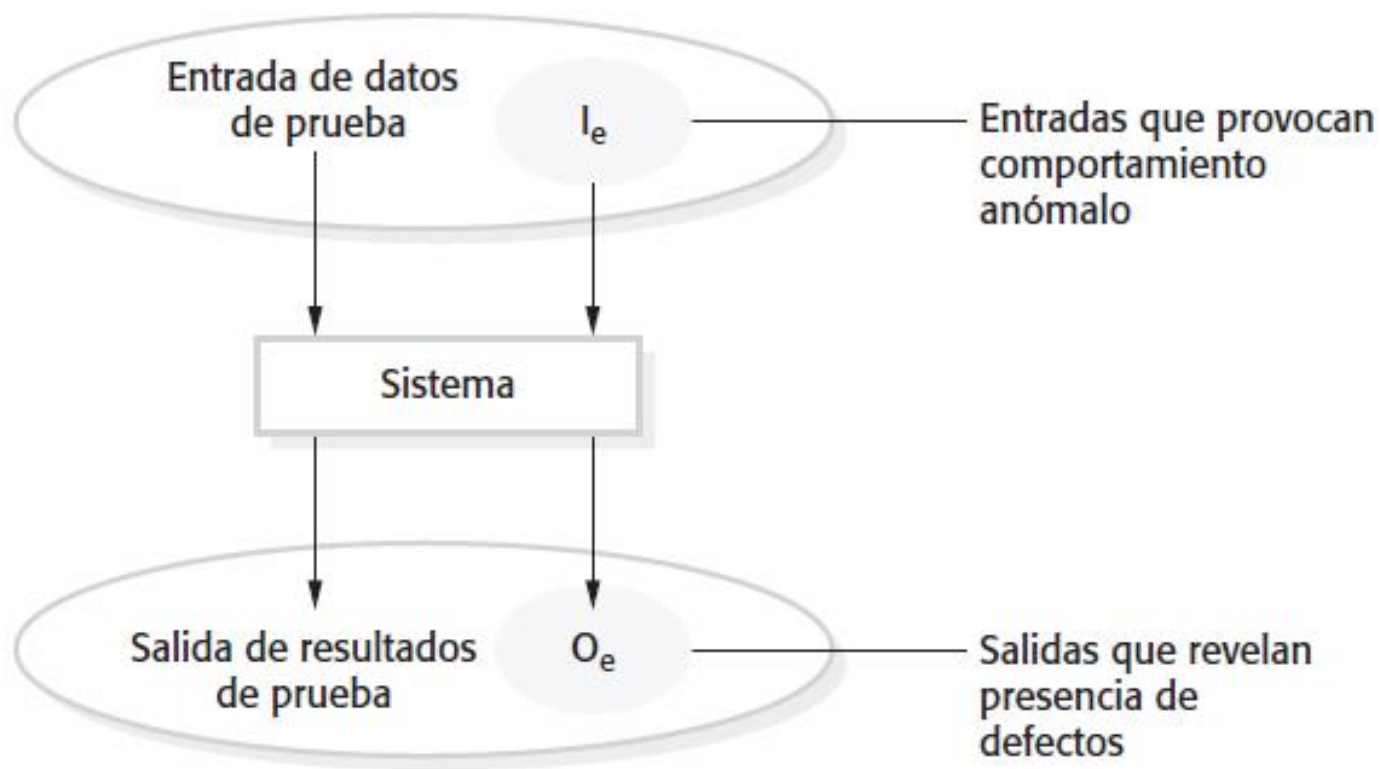 Entrada de datos
de prueba
Ie
Entradas que provocan
comportamiento
anómalo
Sistema
Salida de resultados
de prueba
Oe
Salidas que revelan
presencia de
defectos